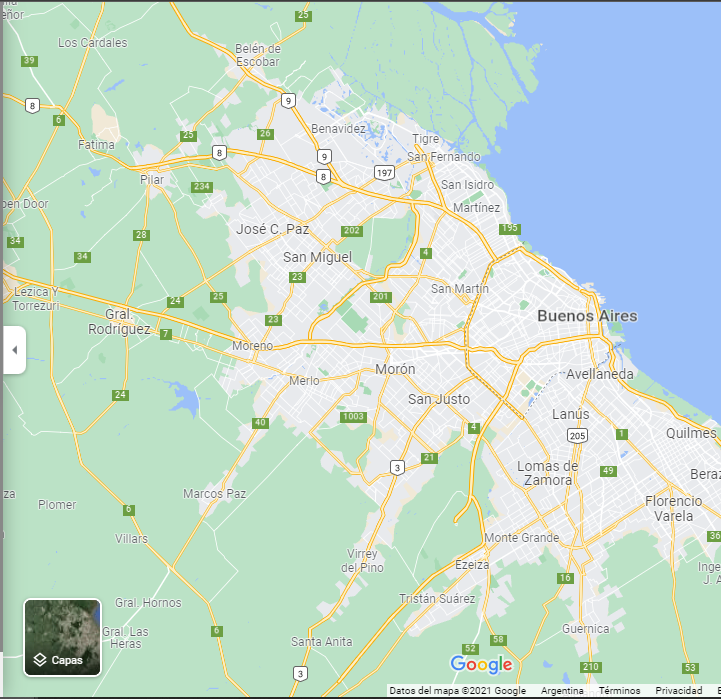 25
Los Cardales
Belén de
Escobar
39
8
9
6
Benavidez
Tigre
25
26
Fatima
8
9
San Fernando
8
197
Pilar
234
San Isidro
Martínez
José C. Paz
202
195
28
34
34
San Miguel
4
23
San Martín
Lezica Y
Torrezuri
24
25
201
Gral.
Rodríguez
23
Buenos Aires
7
Moreno
Morón
Avellaneda
Merlo
24
San Justo
Lanús
40
1003
4
205
1
Quilmes
21
3
Lomas de
Zamora
49
Marcos Paz
Florencio
Varela
Plomer
6
Villars
Monte Grande
36
Virrey
del Pino
Ezeiza
16
Gral. Hornos
Tristán Suárez
Gral. Las
Heras
6
Santa Anita
Guernica
58
52
Capas
Google
210
53
3
Datos del mapa ©2021 Google
Argentina
Términos
Privacidad